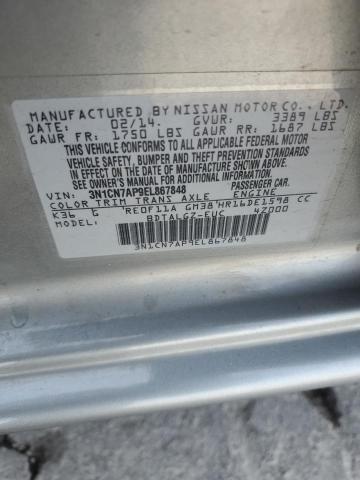 MANUFACTURED BY NISSAN MOTOR CO., LTD.
DATE: 02/14. GVWR: 3389 LBS
GAWR FR: 1750 LBS GAWR RR: 1687 LBS
THIS VEHICLE CONFORMS TO ALL APPLICABLE FEDERAL MOTOR
VEHICLE SAFETY, BUMPER AND THEFT PREVENTION STANDARDS
IN EFFECT ON THE DATE OF MANUFACTURE SHOWN ABOVE.
SEE OWNER'S MANUAL FOR ADDITIONAL INFORMATION.
VIN: 3N1CN7AP9EL867848 PASSENGER CAR
COLOR TRIM TRANS AXLE ENGINE
K36 G RE0F11A GM38 HR16DE1598 CC
MODEL: BDTALGZ-EUC 4Z000
3N1CN7AP9EL867848